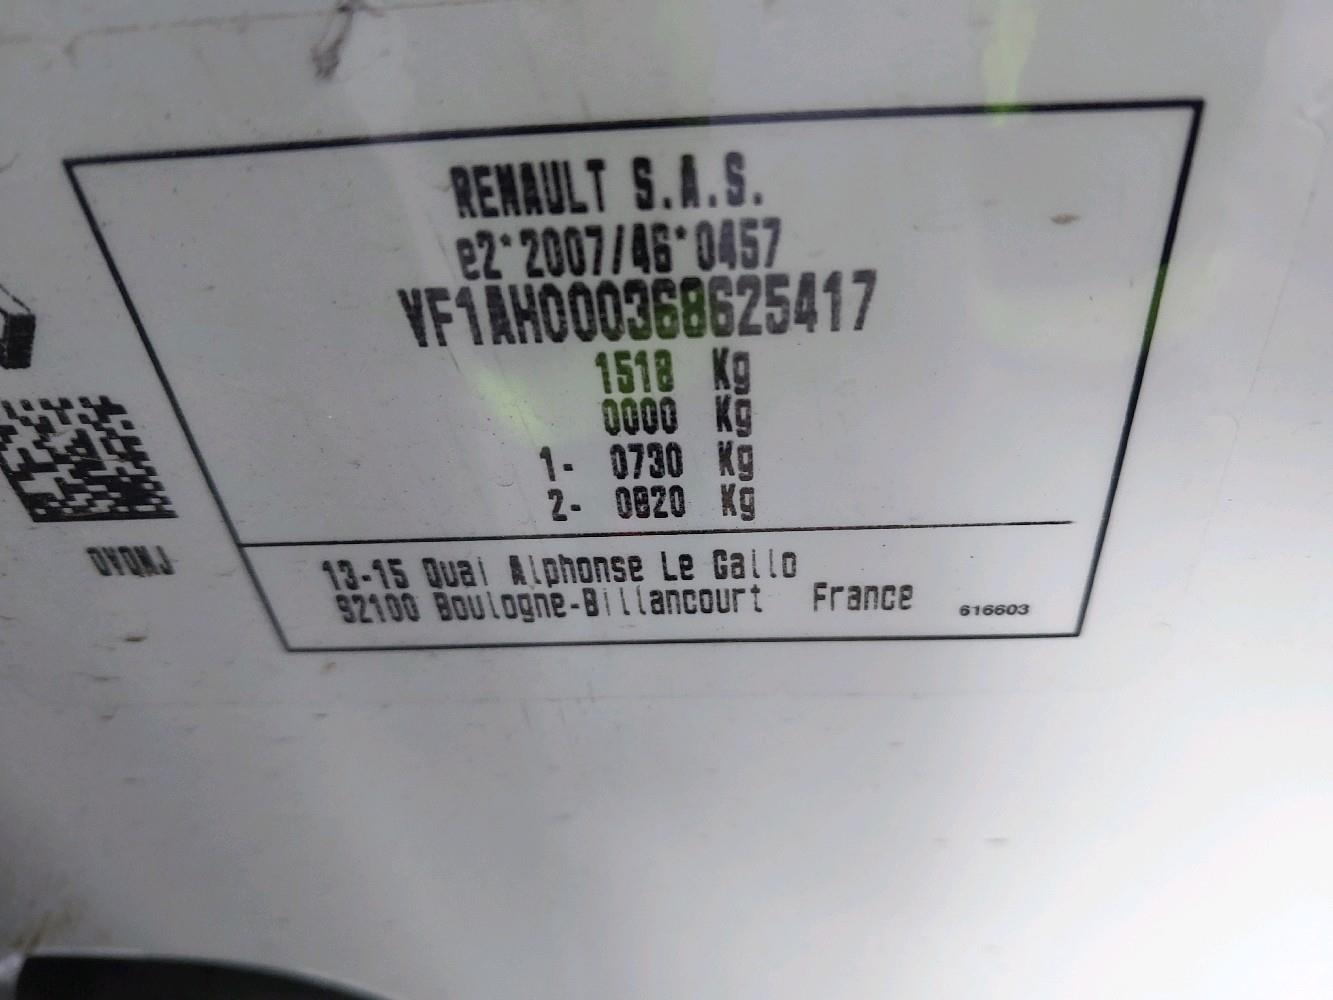 RENAULT S.A.S.
e2*2007/46*0457
VF1AH000368625417
1518 Kg
0000 Kg
1- 0730 Kg
2- 0820 Kg
13-15 Quai Alphonse Le Gallo
92100 Boulogne-Billancourt France
616603